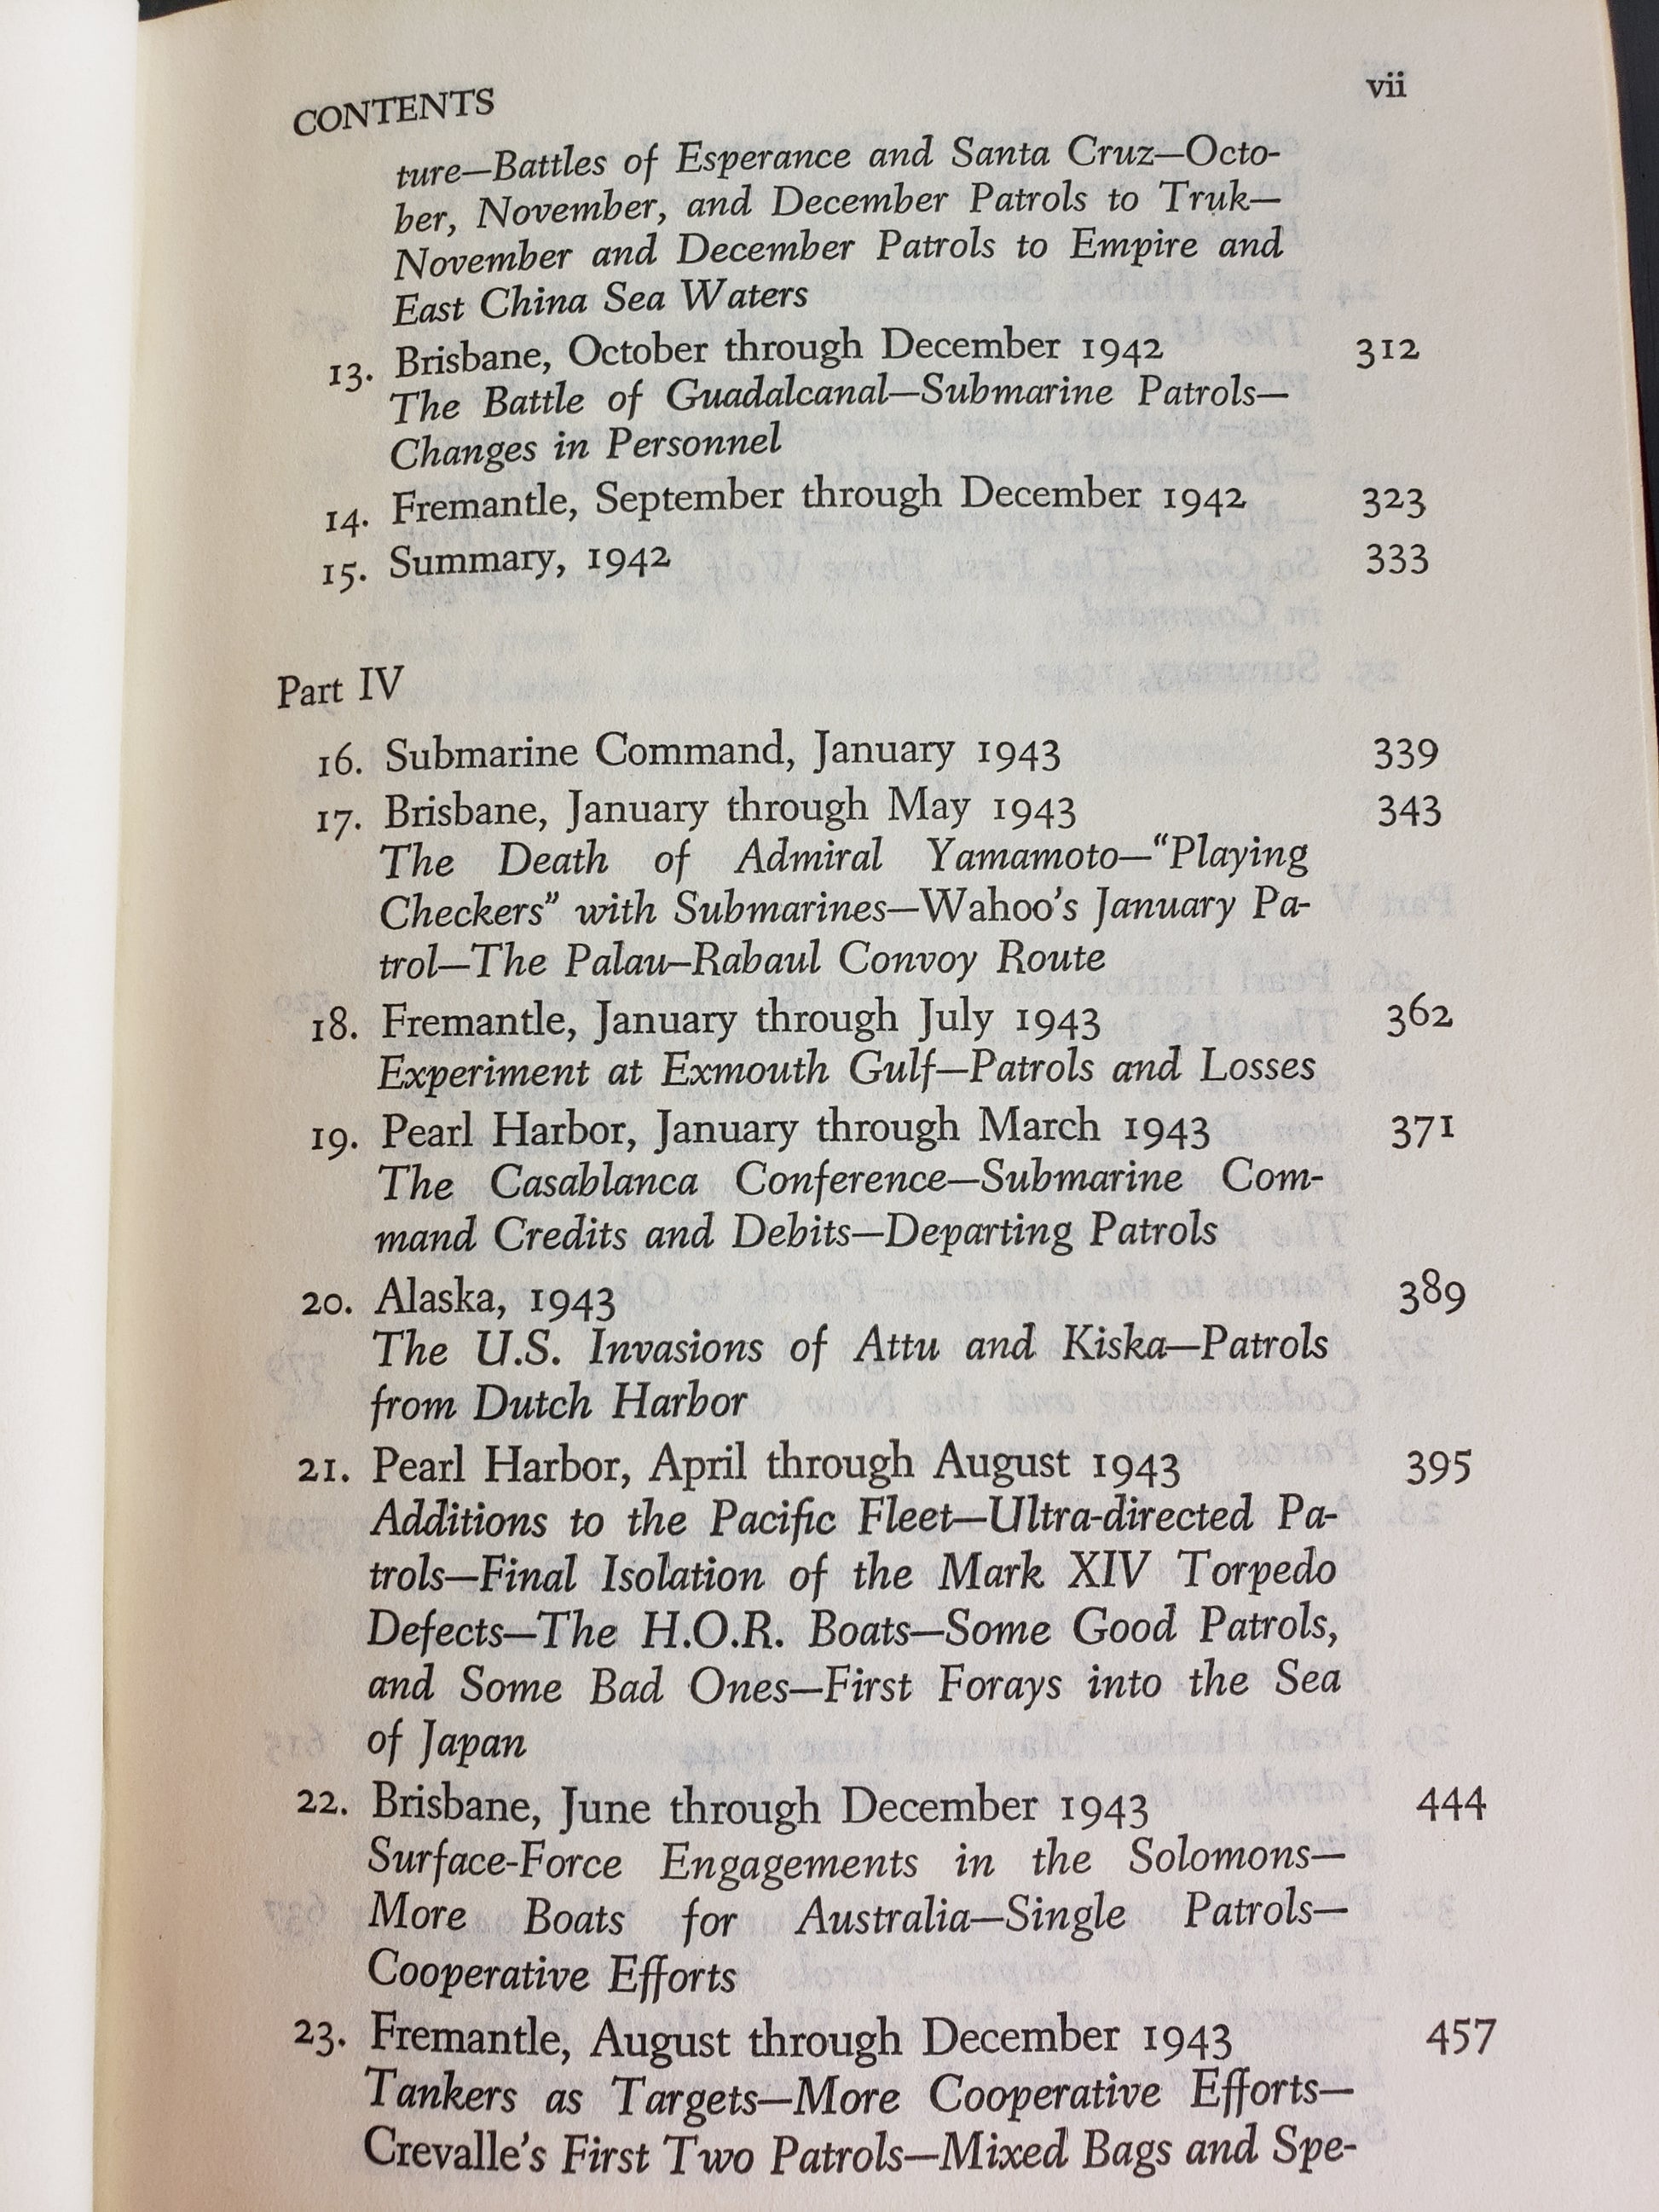 CONTENTS vii
ture—Battles of Esperance and Santa Cruz—Octo-
ber, November, and December Patrols to Truk—
November and December Patrols to Empire and
East China Sea Waters
13. Brisbane, October through December 1942 312
The Battle of Guadalcanal—Submarine Patrols—
Changes in Personnel
14. Fremantle, September through December 1942 323
15. Summary, 1942 333
Part IV
16. Submarine Command, January 1943 339
17. Brisbane, January through May 1943 343
The Death of Admiral Yamamoto—“Playing
Checkers” with Submarines—Wahoo’s January Pa-
trol—The Palau–Rabaul Convoy Route
18. Fremantle, January through July 1943 362
Experiment at Exmouth Gulf—Patrols and Losses
19. Pearl Harbor, January through March 1943 371
The Casablanca Conference—Submarine Com-
mand Credits and Debits—Departing Patrols
20. Alaska, 1943 389
The U.S. Invasions of Attu and Kiska—Patrols
from Dutch Harbor
21. Pearl Harbor, April through August 1943 395
Additions to the Pacific Fleet—Ultra-directed Pa-
trols—Final Isolation of the Mark XIV Torpedo
Defects—The H.O.R. Boats—Some Good Patrols,
and Some Bad Ones—First Forays into the Sea
of Japan
22. Brisbane, June through December 1943 444
Surface-Force Engagements in the Solomons—
More Boats for Australia—Single Patrols—
Cooperative Efforts
23. Fremantle, August through December 1943 457
Tankers as Targets—More Cooperative Efforts—
Crevalle’s First Two Patrols—Mixed Bags and Spe-